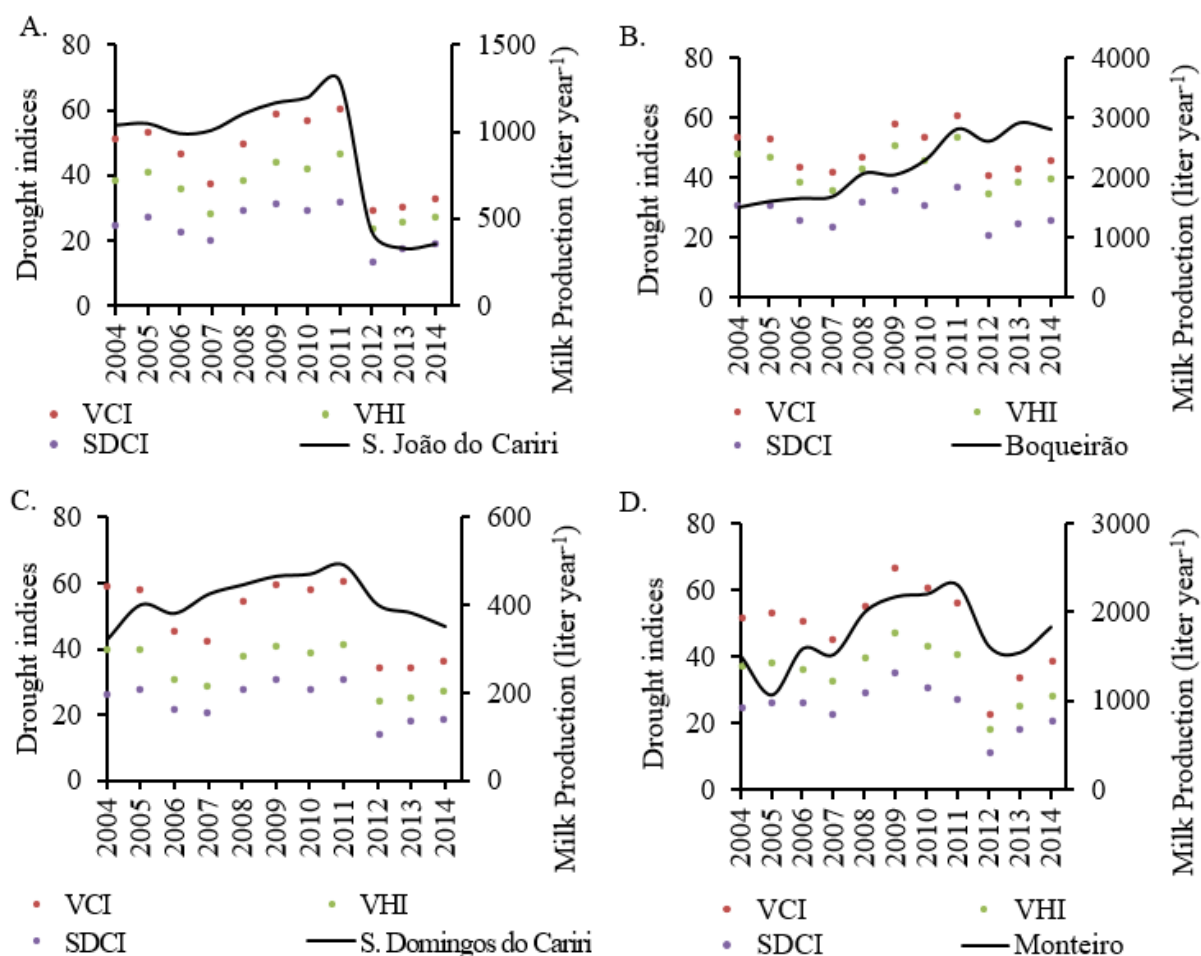 A.
80
60
40
20
0
Drought indices
1500
1000
500
0
Milk Production (liter year-1)
2004 2005 2006 2007 2008 2009 2010 2011 2012 2013 2014
VCI VHI
SDCI S. João do Cariri
B.
80
60
40
20
0
Drought indices
4000
3000
2000
1000
0
Milk Production (liter year-1)
2004 2005 2006 2007 2008 2009 2010 2011 2012 2013 2014
VCI VHI
SDCI Boqueirão
C.
80
60
40
20
0
Drought indices
600
400
200
0
Milk Production (liter year-1)
2004 2005 2006 2007 2008 2009 2010 2011 2012 2013 2014
VCI VHI
SDCI S. Domingos do Cariri
D.
80
60
40
20
0
Drought indices
3000
2000
1000
0
Milk Production (liter year-1)
2004 2005 2006 2007 2008 2009 2010 2011 2012 2013 2014
VCI VHI
SDCI Monteiro